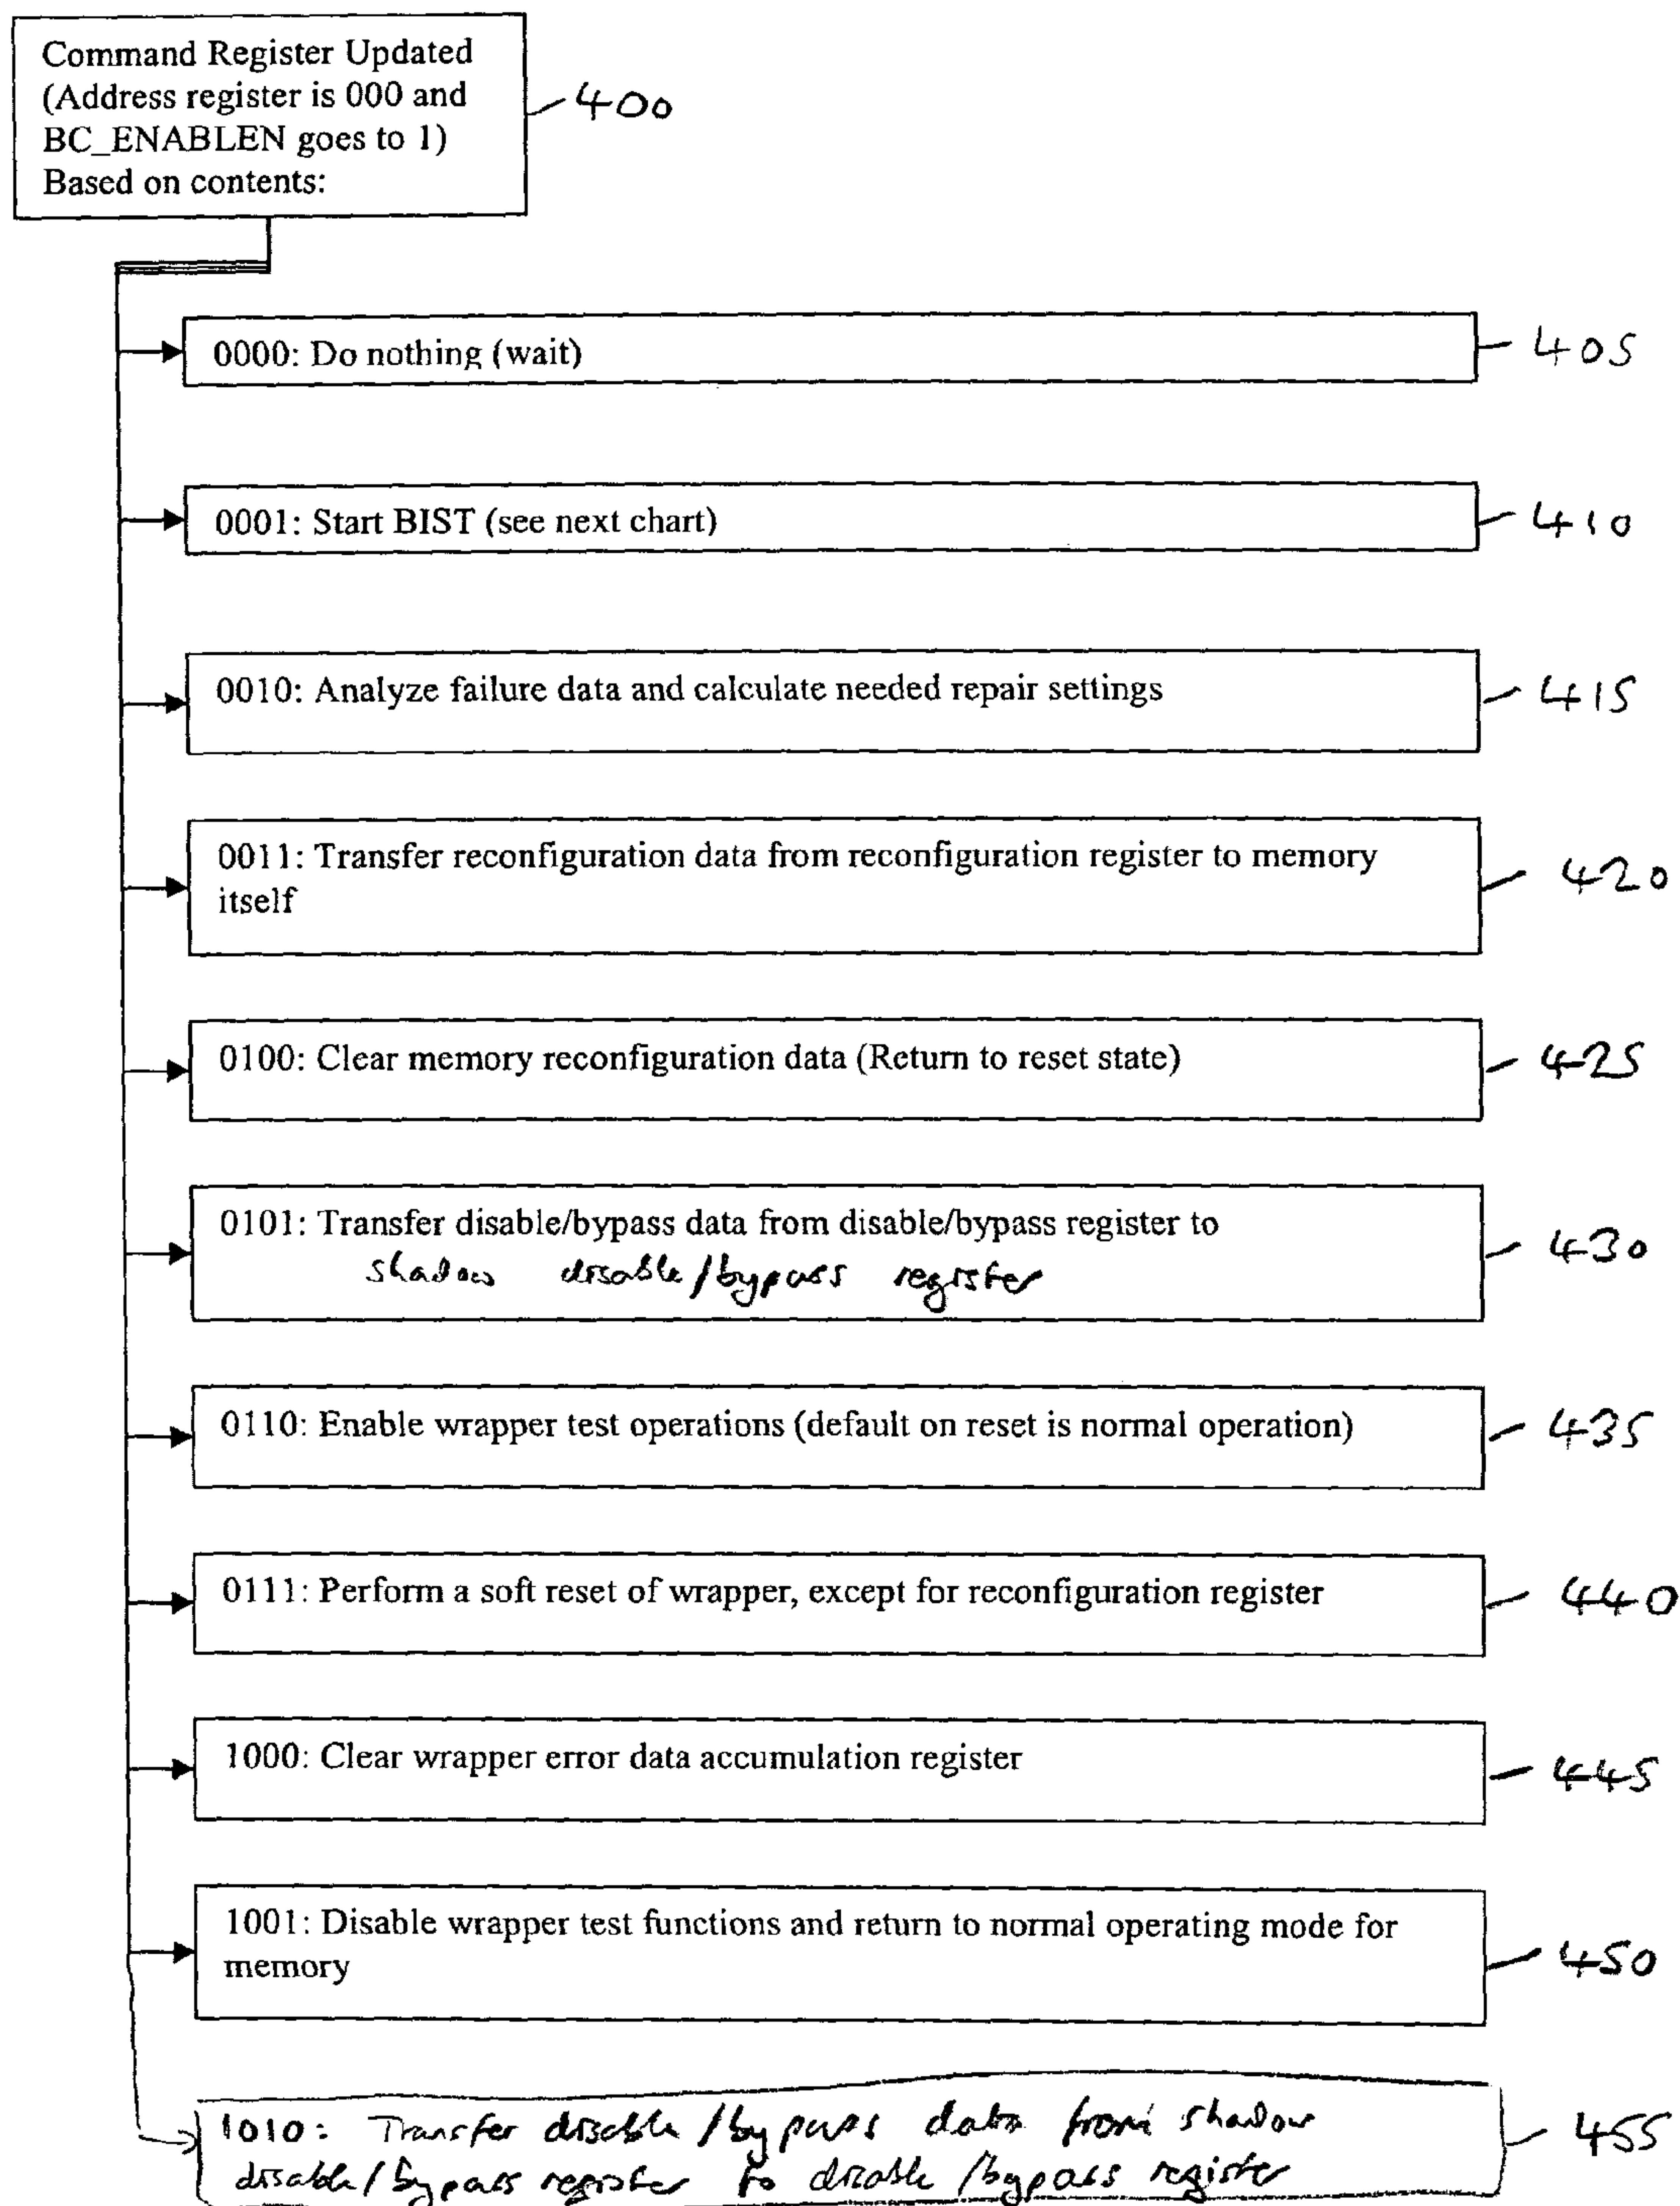 Command Register Updated
(Address register is 000 and
BC_ENABLEN goes to 1)
Based on contents:
400
0000: Do nothing (wait)
405
0001: Start BIST (see next chart)
410
0010: Analyze failure data and calculate needed repair settings
415
0011: Transfer reconfiguration data from reconfiguration register to memory
itself
420
0100: Clear memory reconfiguration data (Return to reset state)
425
0101: Transfer disable/bypass data from disable/bypass register to
shadow disable/bypass register
430
0110: Enable wrapper test operations (default on reset is normal operation)
435
0111: Perform a soft reset of wrapper, except for reconfiguration register
440
1000: Clear wrapper error data accumulation register
445
1001: Disable wrapper test functions and return to normal operating mode for
memory
450
1010: Transfer disable/bypass data from shadow
disable/bypass register to disable/bypass register
455